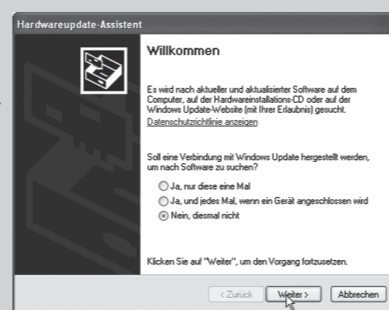 Hardwareupdate-Assistent
Willkommen
Es wird nach aktueller und aktualisierter Software auf dem
Computer, auf der Hardwareinstallations-CD oder auf der
Windows Update-Website (mit Ihrer Erlaubnis) gesucht.
Datenschutzrichtlinie anzeigen
Soll eine Verbindung mit Windows Update hergestellt werden,
um nach Software zu suchen?
Ja, nur diese eine Mal
Ja, und jedes Mal, wenn ein Gerät angeschlossen wird
Nein, diesmal nicht
Klicken Sie auf "Weiter", um den Vorgang fortzusetzen.
< Zurück Weiter > Abbrechen